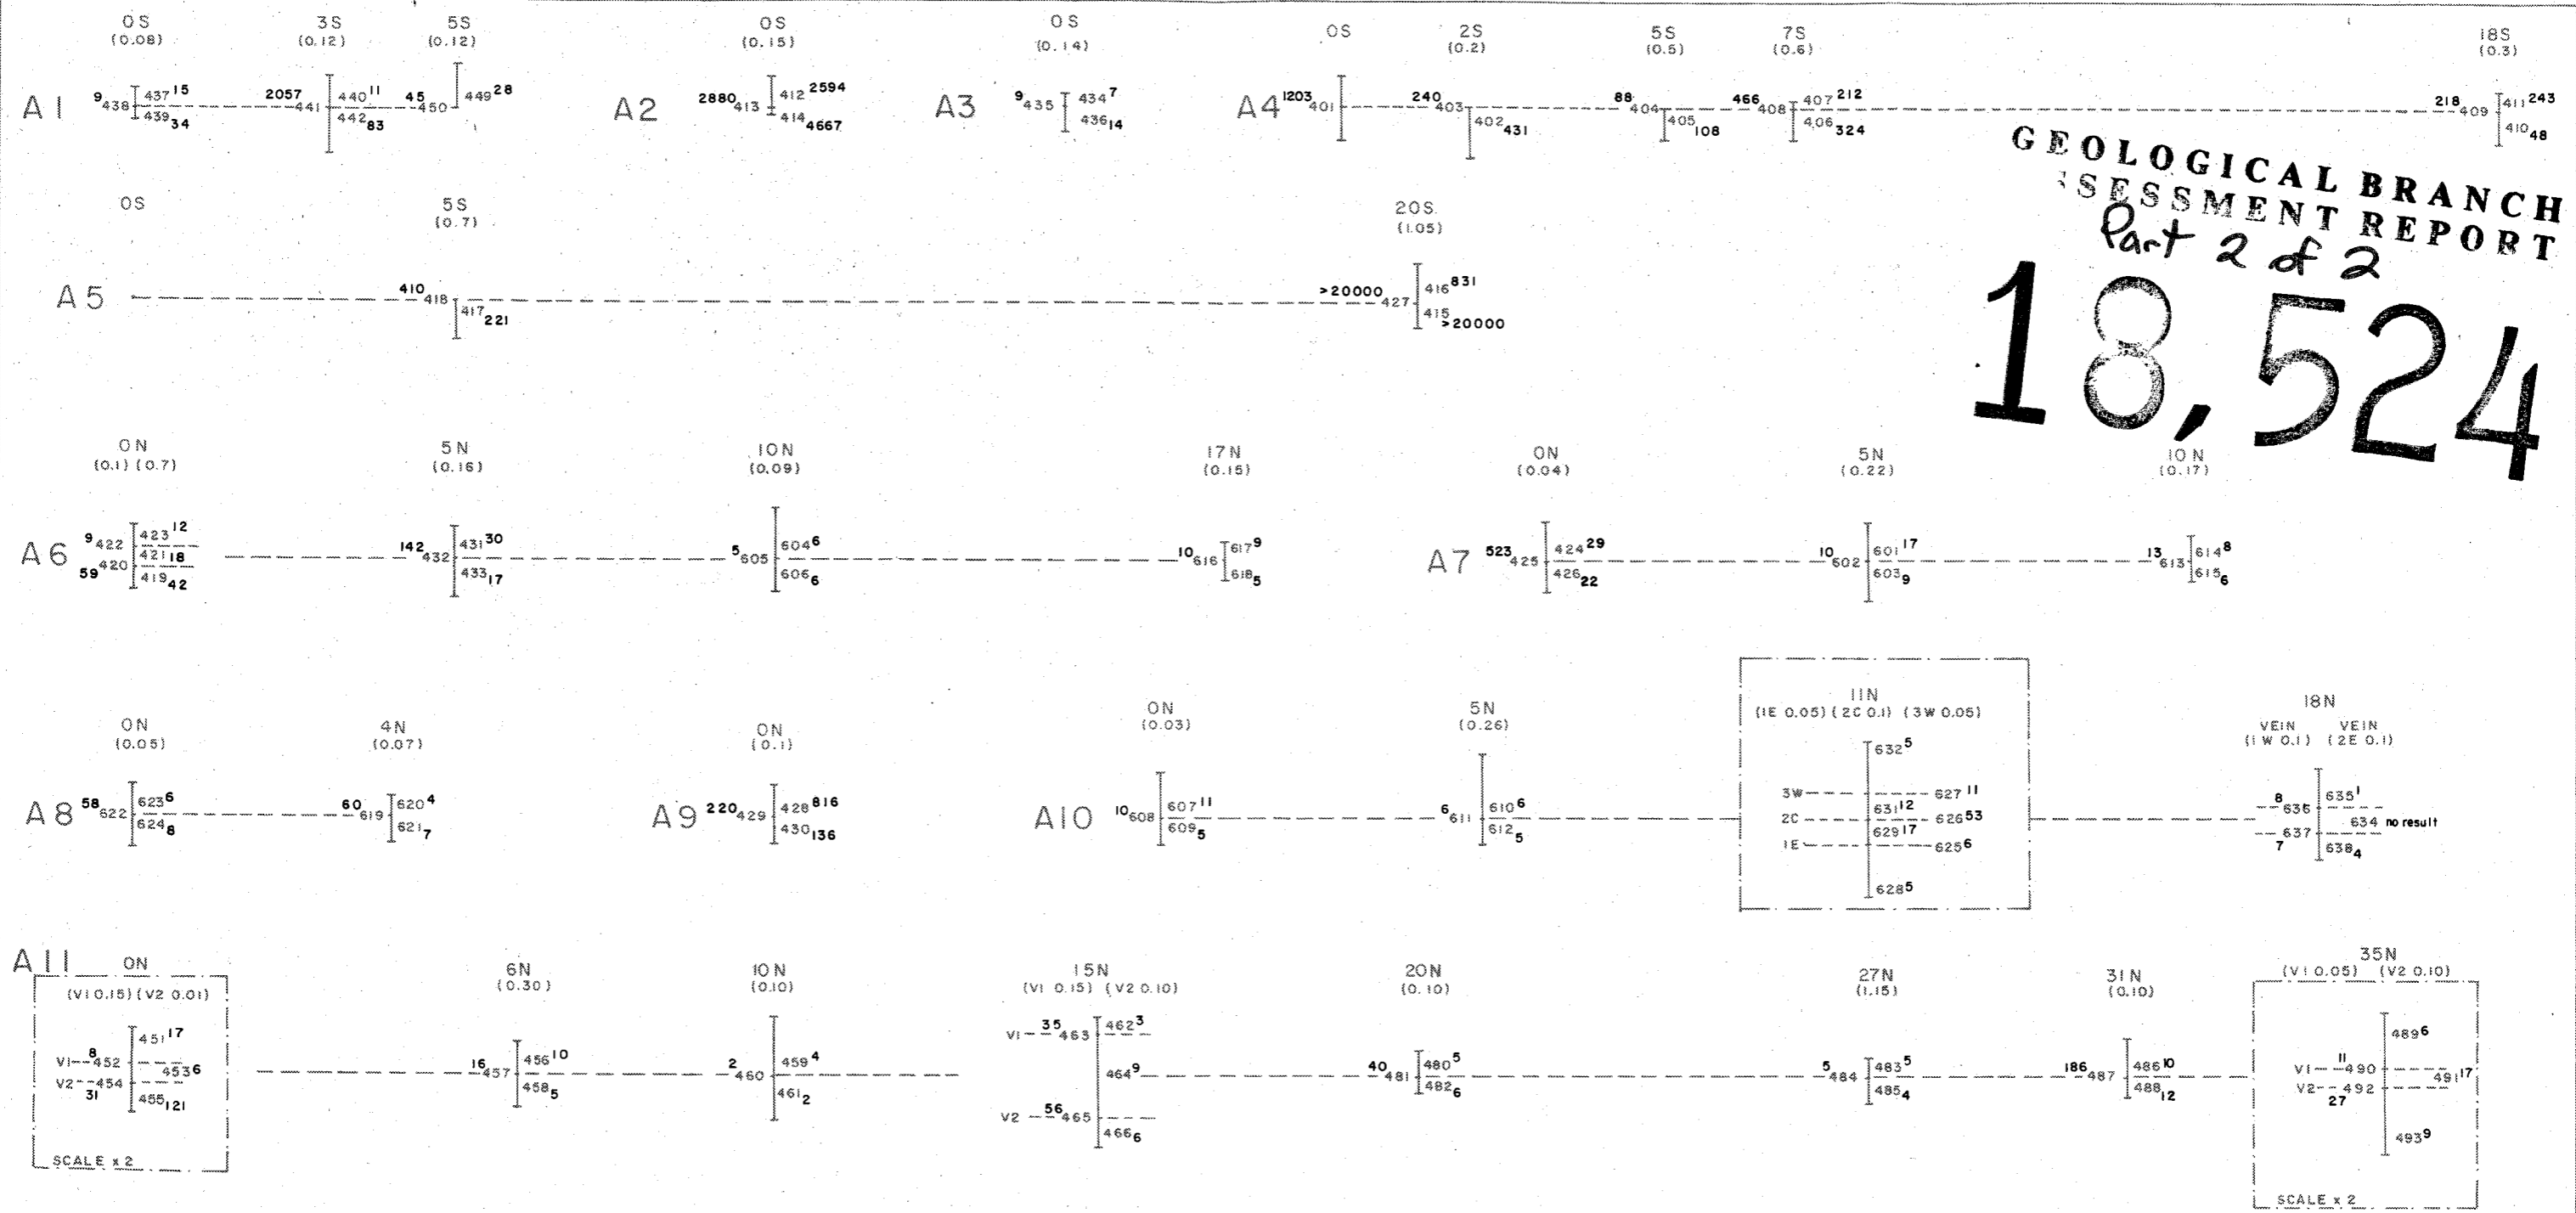 0S 3S 5S 0S 0S 0S 2S 5S 7S 18S
(0.08) (0.12) (0.12) (0.15) (0.14) (0.2) (0.5) (0.6) (0.3)
A1 9 438 437 15 439 34 2057 441 440 11 442 83 45 450 449 28
A2 2880 413 412 2594 414 4667
A3 9 435 434 7 436 14
A4 1203 401 240 403 402 431 88 404 405 108 466 408 407 212 406 324 218 409 411 243 410 48
GEOLOGICAL BRANCH
SSESSMENT REPORT
Part 2 of 2
18,524
0S 5S 20S
(0.7) (1.05)
A5 410 418 417 221 >20000 427 416 831 415 >20000
0N 5N 10N 17N 0N 5N 10N
(0.1) (0.7) (0.16) (0.09) (0.15) (0.04) (0.22) (0.17)
A6 9 422 423 12 421 18 59 420 419 42 142 432 431 30 433 17 5 605 604 6 606 6 10 616 617 9 618 5
A7 523 425 424 29 426 22 10 602 601 17 603 9 13 613 614 8 615 6
0N 4N 0N 0N 5N 11N 18N
(0.05) (0.07) (0.1) (0.03) (0.26) (1E 0.05) (2C 0.1) (3W 0.05)
VEIN VEIN
(1W 0.1) (2E 0.1)
A8 58 622 623 6 624 8 60 619 620 4 621 7
A9 220 429 428 816 430 136
A10 10 608 607 11 609 5 6 611 610 6 612 5
632 5
3W 627 11
631 12
2C 626 53
629 17
1E 625 6
628 5
8 636 635 1
634 no result
637 7 638 4
A11
0N 6N 10N 15N 20N 27N 31N 35N
(V1 0.15) (V2 0.01) (0.30) (0.10) (V1 0.15) (V2 0.10) (0.10) (1.15) (0.10) (V1 0.05) (V2 0.10)
451 17
V1 8 452 453 6
V2 454 31 455 121
SCALE x 2
16 457 456 10 458 5
2 460 459 4 461 2
V1 35 463 462 3
464 9
V2 56 465 466 6
40 481 480 5 482 6
5 484 483 5 485 4
186 487 486 10 488 12
489 6
V1 11 490 491 17
V2 492 27
493 9
SCALE x 2